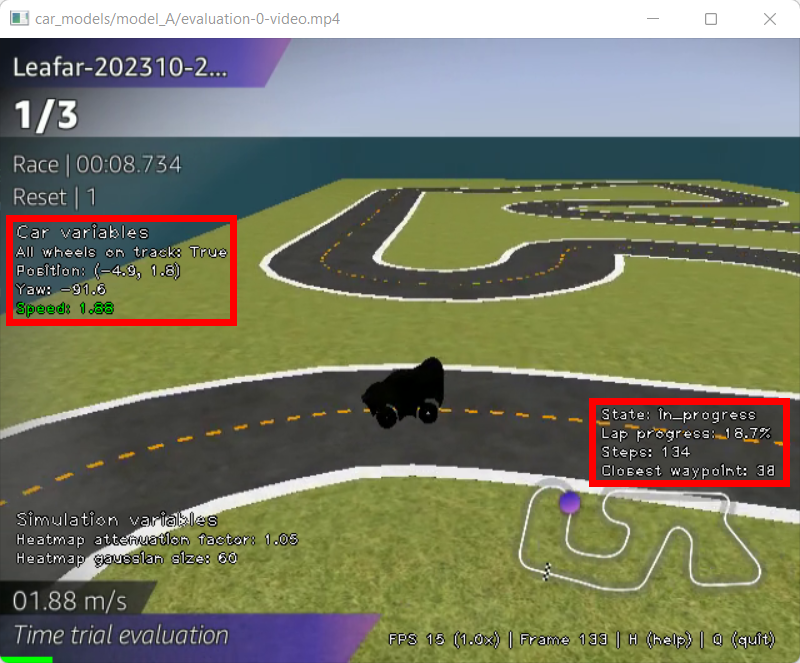 car_models/model_A/evaluation-0-video.mp4
Leafar-202310-2...
1/3
Race | 00:08.734
Reset | 1
Car variables
All wheels on track: True
Position: (-4.9, 1.8)
Yaw: -91.6
Speed: 1.88
State: in_progress
Lap progress: 18.7%
Steps: 134
Closest waypoint: 38
Simulation variables
Heatmap attenuation factor: 1.05
Heatmap gaussian size: 60
01.88 m/s
Time trial evaluation
FPS 15 (1.0x) | Frame 133 | H (help) | Q (quit)